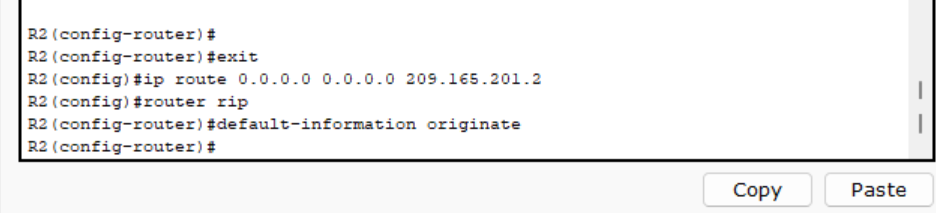 R2(config-router)#
R2(config-router)#exit
R2(config)#ip route 0.0.0.0 0.0.0.0 209.165.201.2
R2(config)#router rip
R2(config-router)#default-information originate
R2(config-router)#
Copy Paste